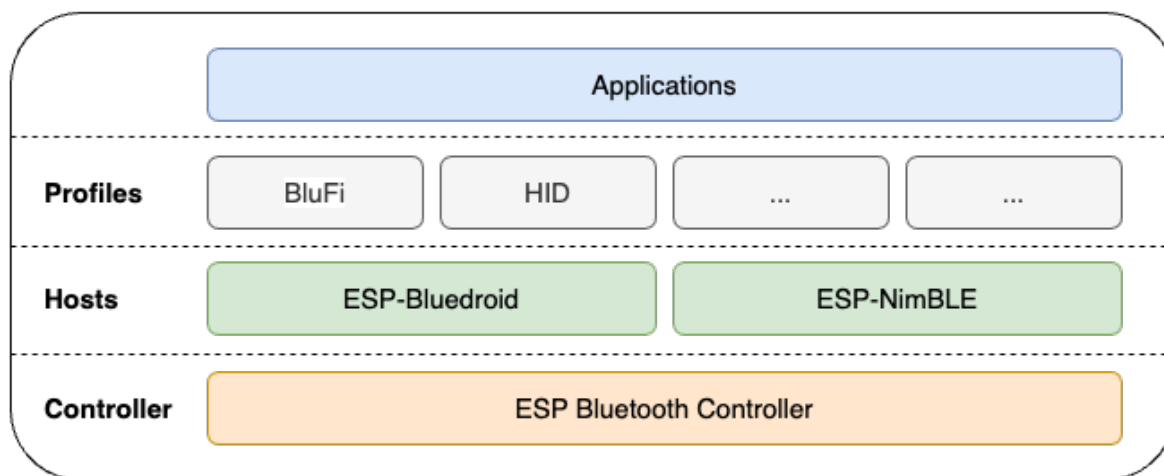 Applications
Profiles BluFi HID ... ...
Hosts ESP-Bluedroid ESP-NimBLE
Controller ESP Bluetooth Controller